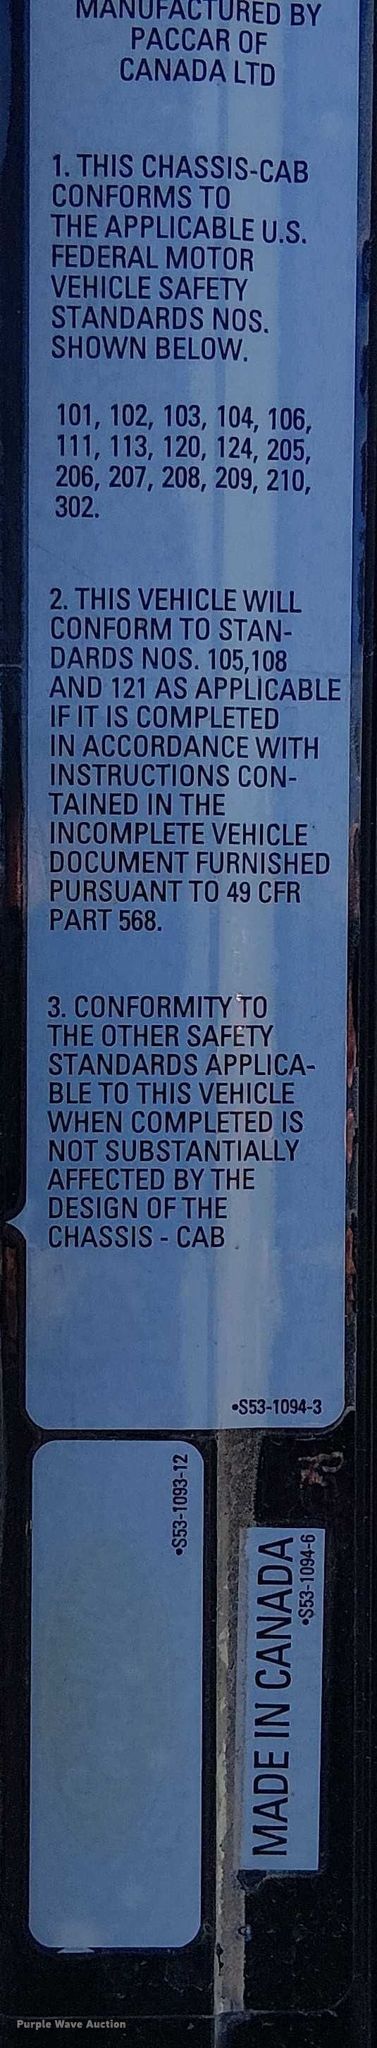 MANUFACTURED BY
PACCAR OF
CANADA LTD
1. THIS CHASSIS-CAB
CONFORMS TO
THE APPLICABLE U.S.
FEDERAL MOTOR
VEHICLE SAFETY
STANDARDS NOS.
SHOWN BELOW.
101, 102, 103, 104, 106,
111, 113, 120, 124, 205,
206, 207, 208, 209, 210,
302.
2. THIS VEHICLE WILL
CONFORM TO STAN-
DARDS NOS. 105,108
AND 121 AS APPLICABLE
IF IT IS COMPLETED
IN ACCORDANCE WITH
INSTRUCTIONS CON-
TAINED IN THE
INCOMPLETE VEHICLE
DOCUMENT FURNISHED
PURSUANT TO 49 CFR
PART 568.
3. CONFORMITY TO
THE OTHER SAFETY
STANDARDS APPLICA-
BLE TO THIS VEHICLE
WHEN COMPLETED IS
NOT SUBSTANTIALLY
AFFECTED BY THE
DESIGN OF THE
CHASSIS - CAB
•S53-1094-3
•S53-1093-12
MADE IN CANADA
•S53-1094-6
Purple Wave Auction